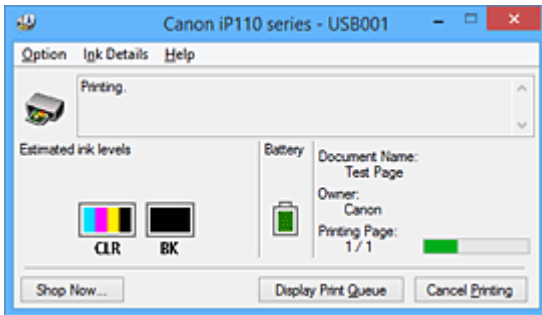 Canon iP110 series - USB001
Option Ink Details Help
Printing.
Estimated ink levels
Battery
Document Name:
Test Page
Owner:
Canon
Printing Page:
1 / 1
CLR BK
Shop Now... Display Print Queue Cancel Printing